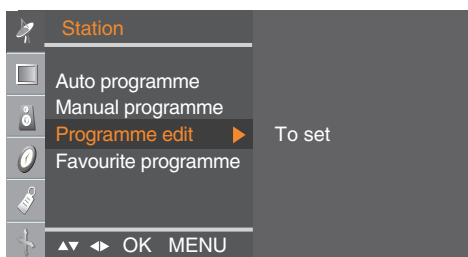 Station
Auto programme
Manual programme
Programme edit ▶ To set
Favourite programme
▲▼ ◀▶ OK MENU